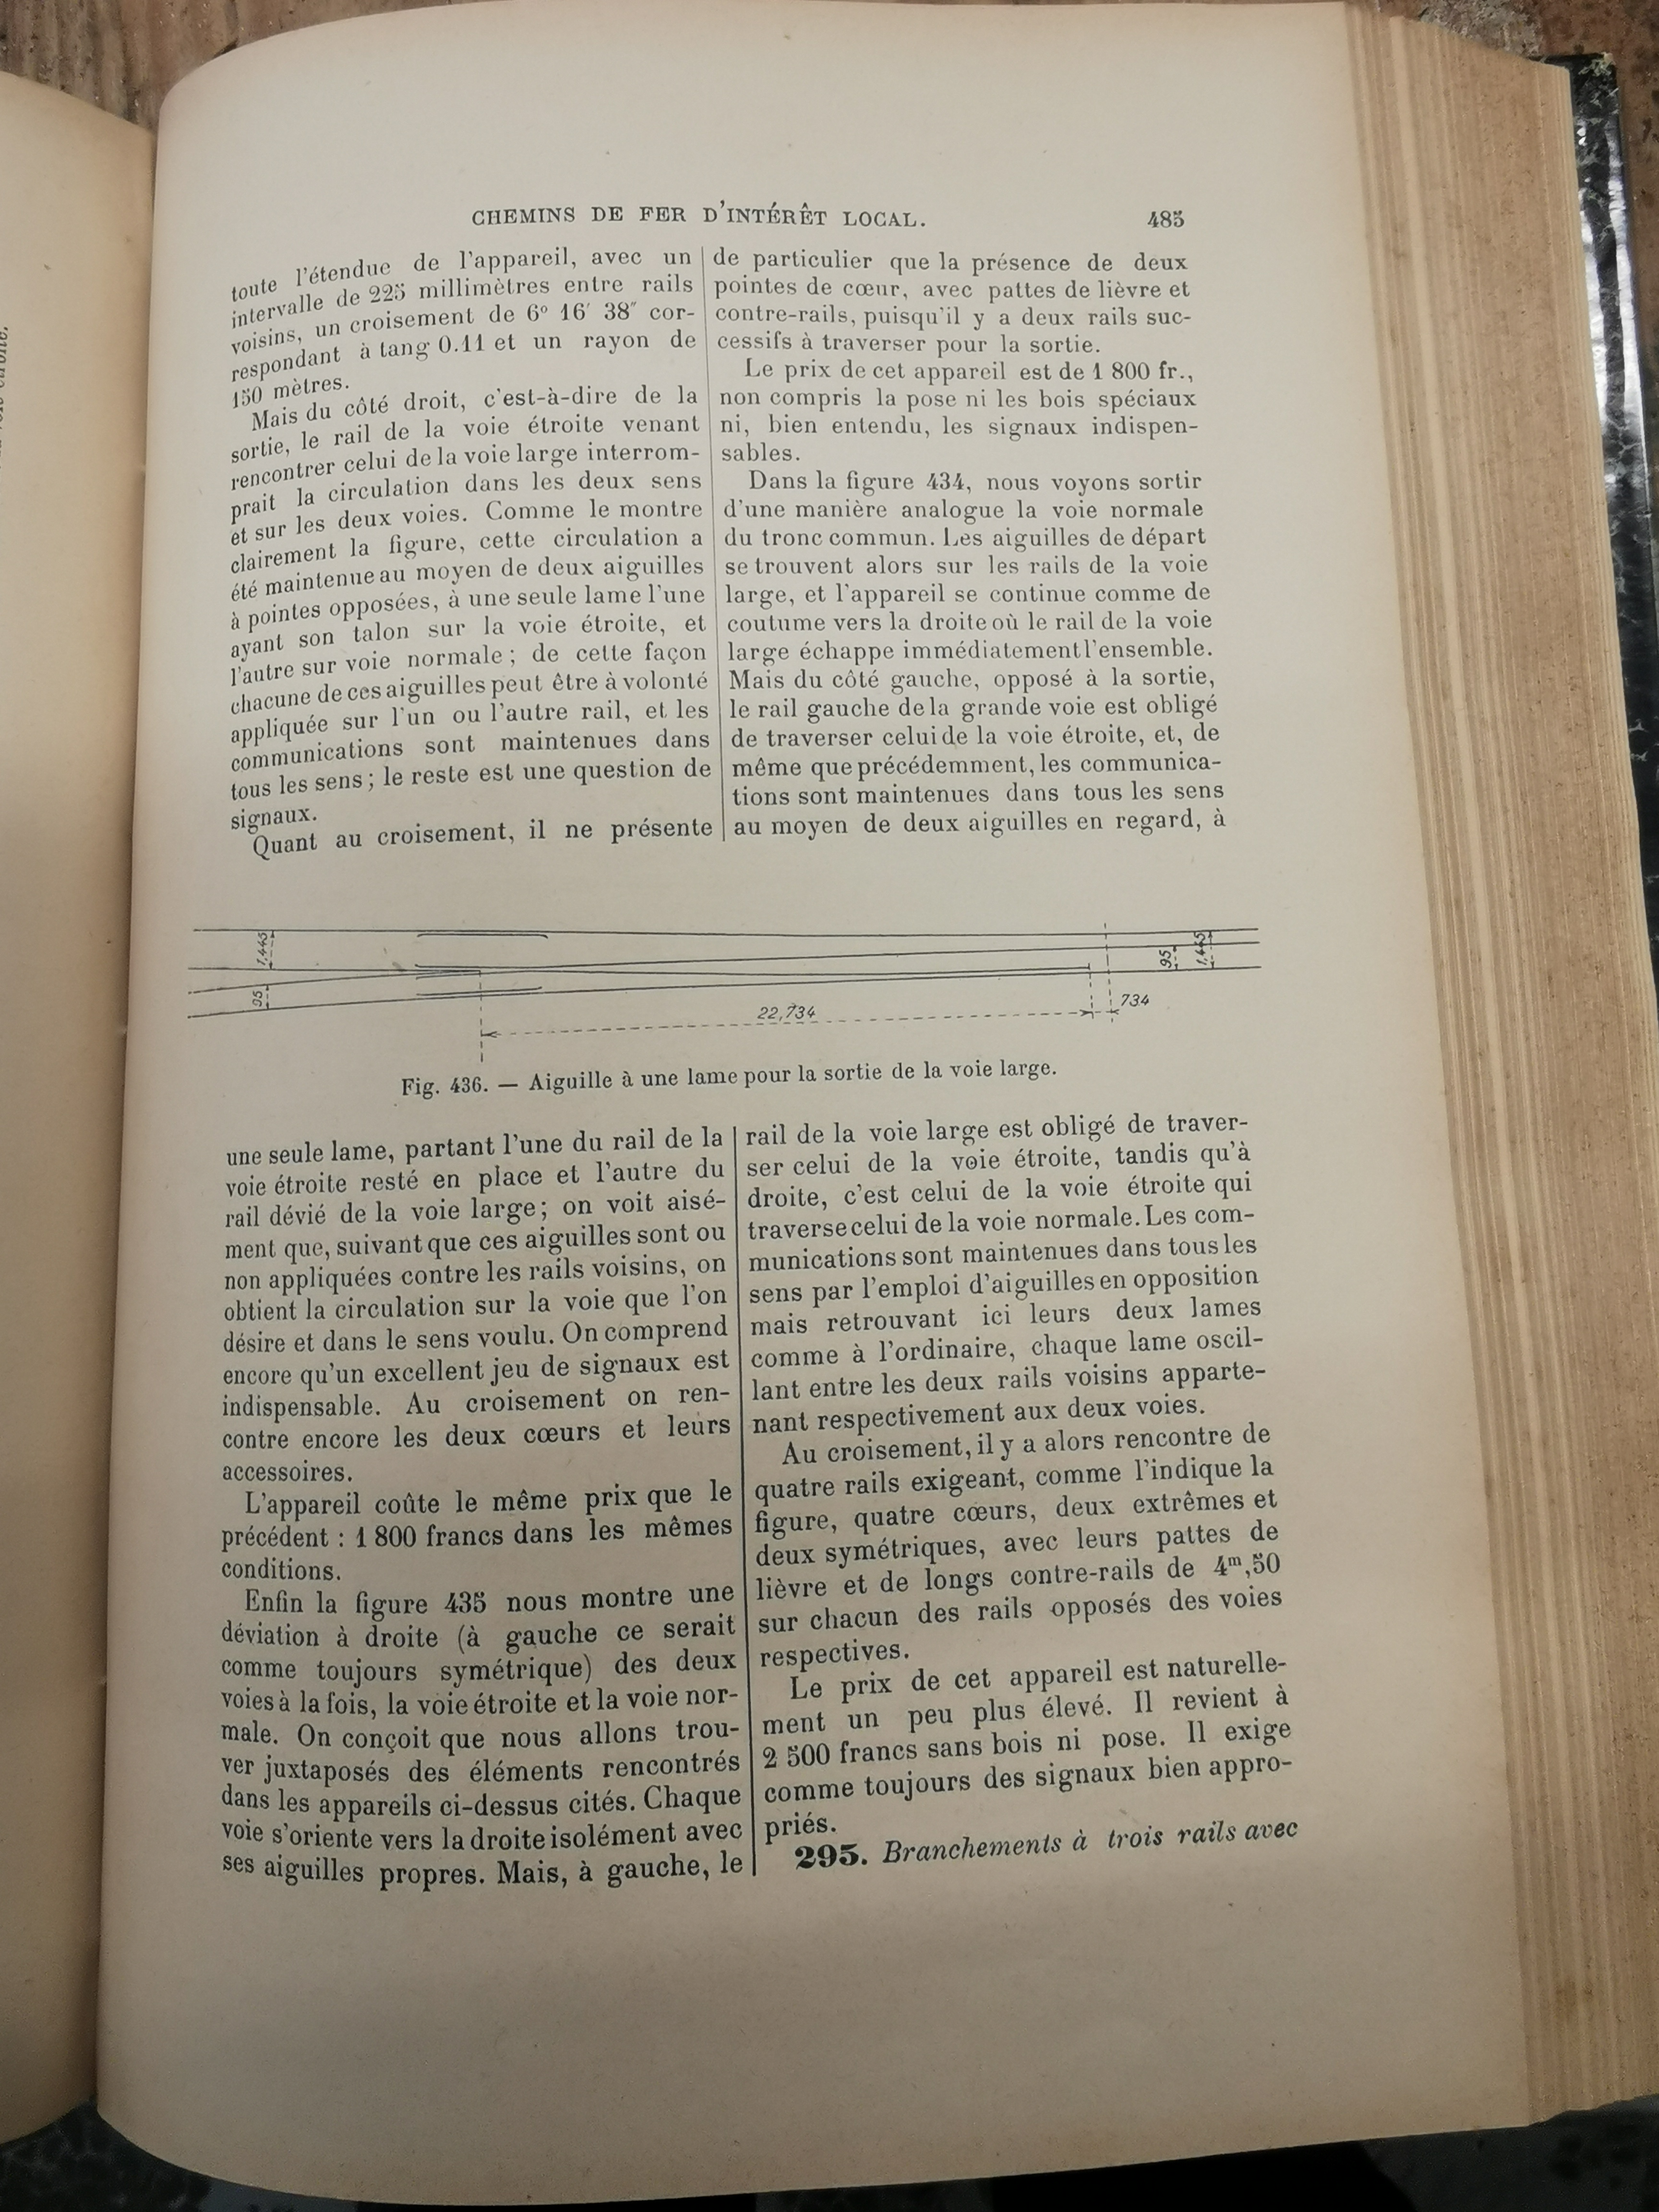 CHEMINS DE FER D'INTÉRÊT LOCAL.
485
toute l'étendue de l'appareil, avec un
intervalle de 225 millimètres entre rails
voisins, un croisement de 6° 16′ 38″ cor-
respondant à tang 0.11 et un rayon de
150 mètres.
Mais du côté droit, c'est-à-dire de la
sortie, le rail de la voie étroite venant
rencontrer celui de la voie large interrom-
prait la circulation dans les deux sens
et sur les deux voies. Comme le montre
clairement la figure, cette circulation a
été maintenue au moyen de deux aiguilles
à pointes opposées, à une seule lame l'une
ayant son talon sur la voie étroite, et
l'autre sur voie normale ; de cette façon
chacune de ces aiguilles peut être à volonté
appliquée sur l'un ou l'autre rail, et les
communications sont maintenues dans
tous les sens ; le reste est une question de
signaux.
Quant au croisement, il ne présente
de particulier que la présence de deux
pointes de cœur, avec pattes de lièvre et
contre-rails, puisqu'il y a deux rails suc-
cessifs à traverser pour la sortie.
Le prix de cet appareil est de 1 800 fr.,
non compris la pose ni les bois spéciaux
ni, bien entendu, les signaux indispen-
sables.
Dans la figure 434, nous voyons sortir
d'une manière analogue la voie normale
du tronc commun. Les aiguilles de départ
se trouvent alors sur les rails de la voie
large, et l'appareil se continue comme de
coutume vers la droite où le rail de la voie
large échappe immédiatement l'ensemble.
Mais du côté gauche, opposé à la sortie,
le rail gauche de la grande voie est obligé
de traverser celui de la voie étroite, et, de
même que précédemment, les communica-
tions sont maintenues dans tous les sens
au moyen de deux aiguilles en regard, à
1,445
95
22,734
734
95
1,445
Fig. 436. — Aiguille à une lame pour la sortie de la voie large.
une seule lame, partant l'une du rail de la
voie étroite resté en place et l'autre du
rail dévié de la voie large ; on voit aisé-
ment que, suivant que ces aiguilles sont ou
non appliquées contre les rails voisins, on
obtient la circulation sur la voie que l'on
désire et dans le sens voulu. On comprend
encore qu'un excellent jeu de signaux est
indispensable. Au croisement on ren-
contre encore les deux cœurs et leurs
accessoires.
L'appareil coûte le même prix que le
précédent : 1 800 francs dans les mêmes
conditions.
Enfin la figure 435 nous montre une
déviation à droite (à gauche ce serait
comme toujours symétrique) des deux
voies à la fois, la voie étroite et la voie nor-
male. On conçoit que nous allons trou-
ver juxtaposés des éléments rencontrés
dans les appareils ci-dessus cités. Chaque
voie s'oriente vers la droite isolément avec
ses aiguilles propres. Mais, à gauche, le
rail de la voie large est obligé de traver-
ser celui de la voie étroite, tandis qu'à
droite, c'est celui de la voie étroite qui
traverse celui de la voie normale. Les com-
munications sont maintenues dans tous les
sens par l'emploi d'aiguilles en opposition
mais retrouvant ici leurs deux lames
comme à l'ordinaire, chaque lame oscil-
lant entre les deux rails voisins apparte-
nant respectivement aux deux voies.
Au croisement, il y a alors rencontre de
quatre rails exigeant, comme l'indique la
figure, quatre cœurs, deux extrêmes et
deux symétriques, avec leurs pattes de
lièvre et de longs contre-rails de 4ᵐ,50
sur chacun des rails opposés des voies
respectives.
Le prix de cet appareil est naturelle-
ment un peu plus élevé. Il revient à
2 500 francs sans bois ni pose. Il exige
comme toujours des signaux bien appro-
priés.
295. Branchements à trois rails avec